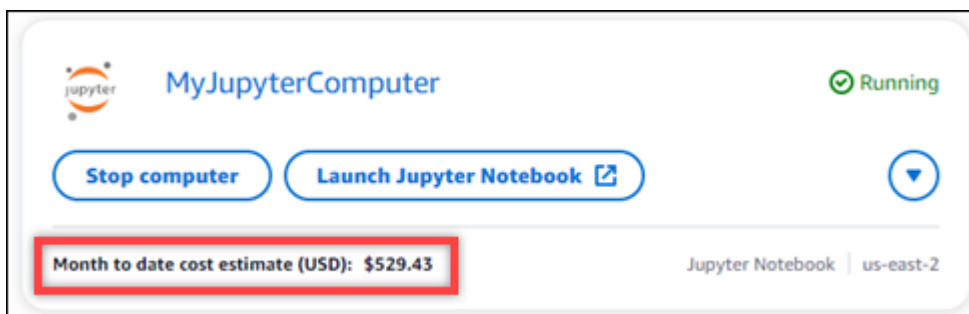 jupyter
MyJupyterComputer
Running
Stop computer
Launch Jupyter Notebook
Month to date cost estimate (USD): $529.43
Jupyter Notebook
us-east-2